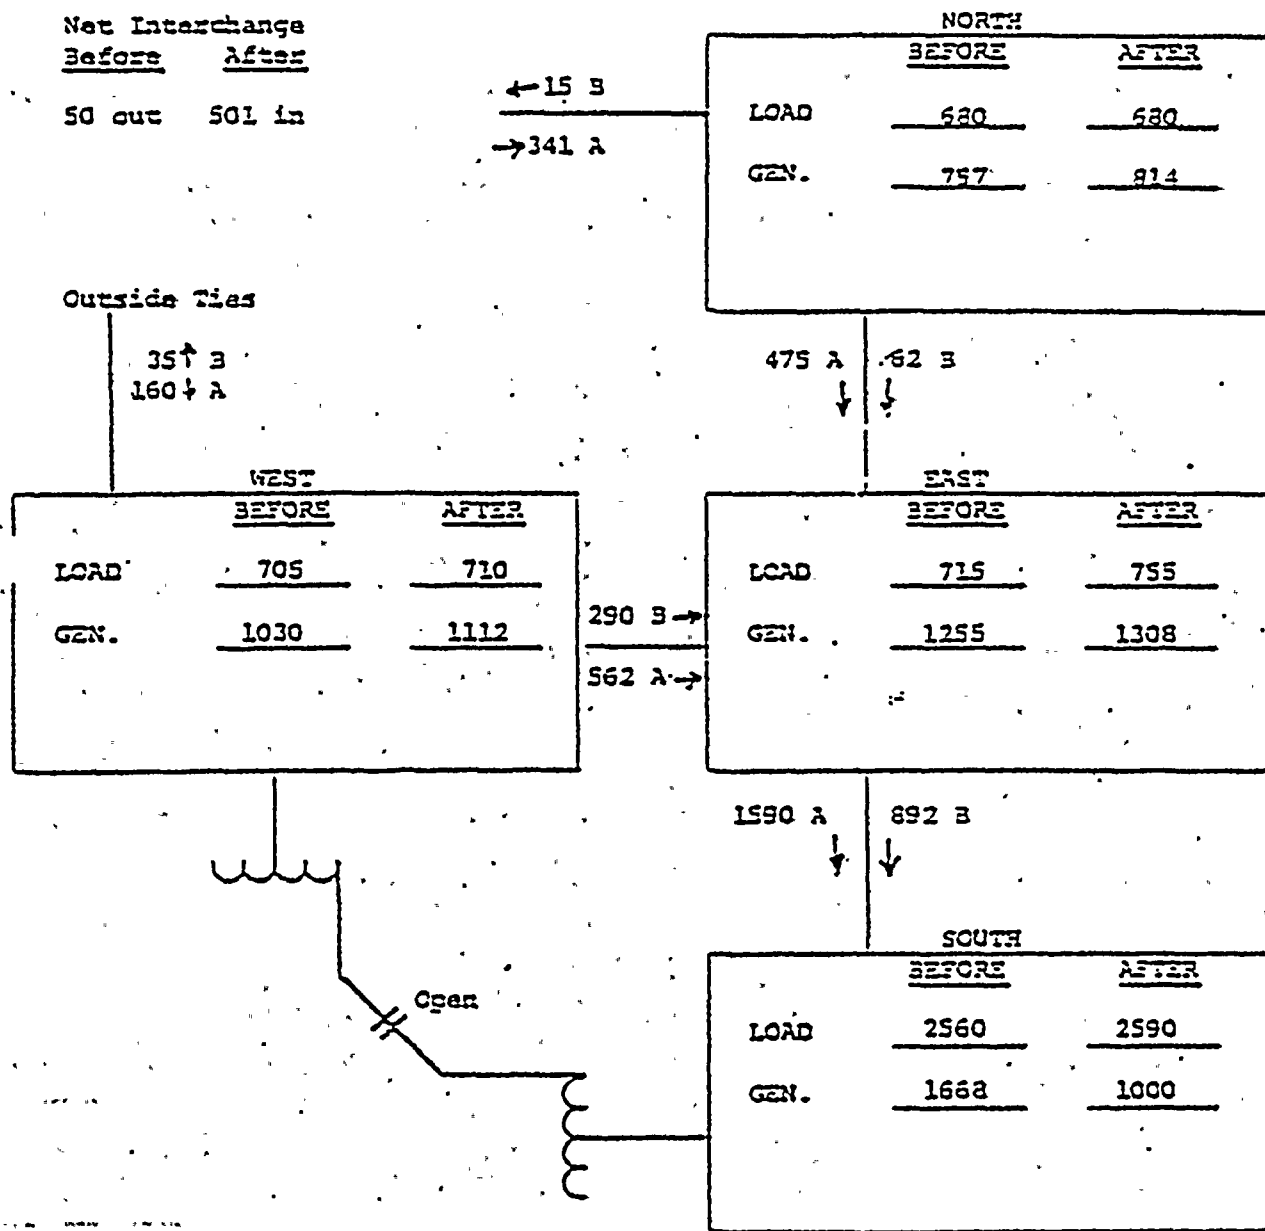 Net Interchange
Before After
50 out 501 in
←15 B
→341 A
NORTH
BEFORE AFTER
LOAD 680 680
GEN. 757 814
Outside Ties
35↑ B
160↓ A
475 A ↓ 62 B ↓
WEST
BEFORE AFTER
LOAD 705 710
GEN. 1030 1112
290 B→
562 A→
EAST
BEFORE AFTER
LOAD 715 755
GEN. 1255 1308
1590 A ↓ 892 B ↓
Open
SOUTH
BEFORE AFTER
LOAD 2560 2590
GEN. 1668 1000